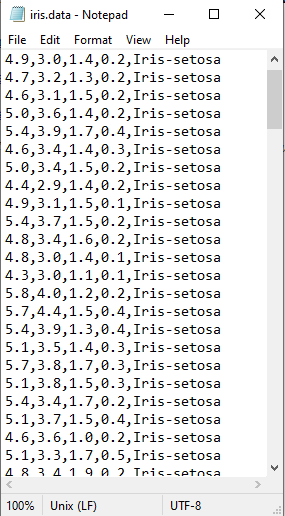 iris.data - Notepad
File Edit Format View Help
4.9,3.0,1.4,0.2,Iris-setosa
4.7,3.2,1.3,0.2,Iris-setosa
4.6,3.1,1.5,0.2,Iris-setosa
5.0,3.6,1.4,0.2,Iris-setosa
5.4,3.9,1.7,0.4,Iris-setosa
4.6,3.4,1.4,0.3,Iris-setosa
5.0,3.4,1.5,0.2,Iris-setosa
4.4,2.9,1.4,0.2,Iris-setosa
4.9,3.1,1.5,0.1,Iris-setosa
5.4,3.7,1.5,0.2,Iris-setosa
4.8,3.4,1.6,0.2,Iris-setosa
4.8,3.0,1.4,0.1,Iris-setosa
4.3,3.0,1.1,0.1,Iris-setosa
5.8,4.0,1.2,0.2,Iris-setosa
5.7,4.4,1.5,0.4,Iris-setosa
5.4,3.9,1.3,0.4,Iris-setosa
5.1,3.5,1.4,0.3,Iris-setosa
5.7,3.8,1.7,0.3,Iris-setosa
5.1,3.8,1.5,0.3,Iris-setosa
5.4,3.4,1.7,0.2,Iris-setosa
5.1,3.7,1.5,0.4,Iris-setosa
4.6,3.6,1.0,0.2,Iris-setosa
5.1,3.3,1.7,0.5,Iris-setosa
4.8,3.4,1.9,0.2,Iris-setosa
100% Unix (LF) UTF-8